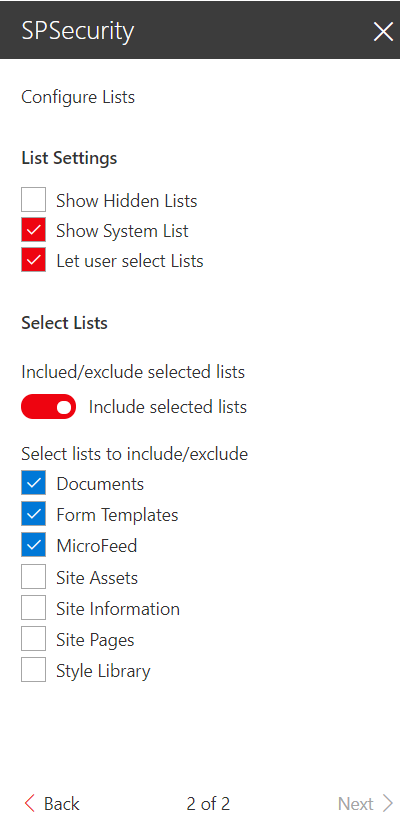 SPSecurity
Configure Lists
List Settings
Show Hidden Lists
Show System List
Let user select Lists
Select Lists
Inclued/exclude selected lists
Include selected lists
Select lists to include/exclude
Documents
Form Templates
MicroFeed
Site Assets
Site Information
Site Pages
Style Library
Back 2 of 2 Next